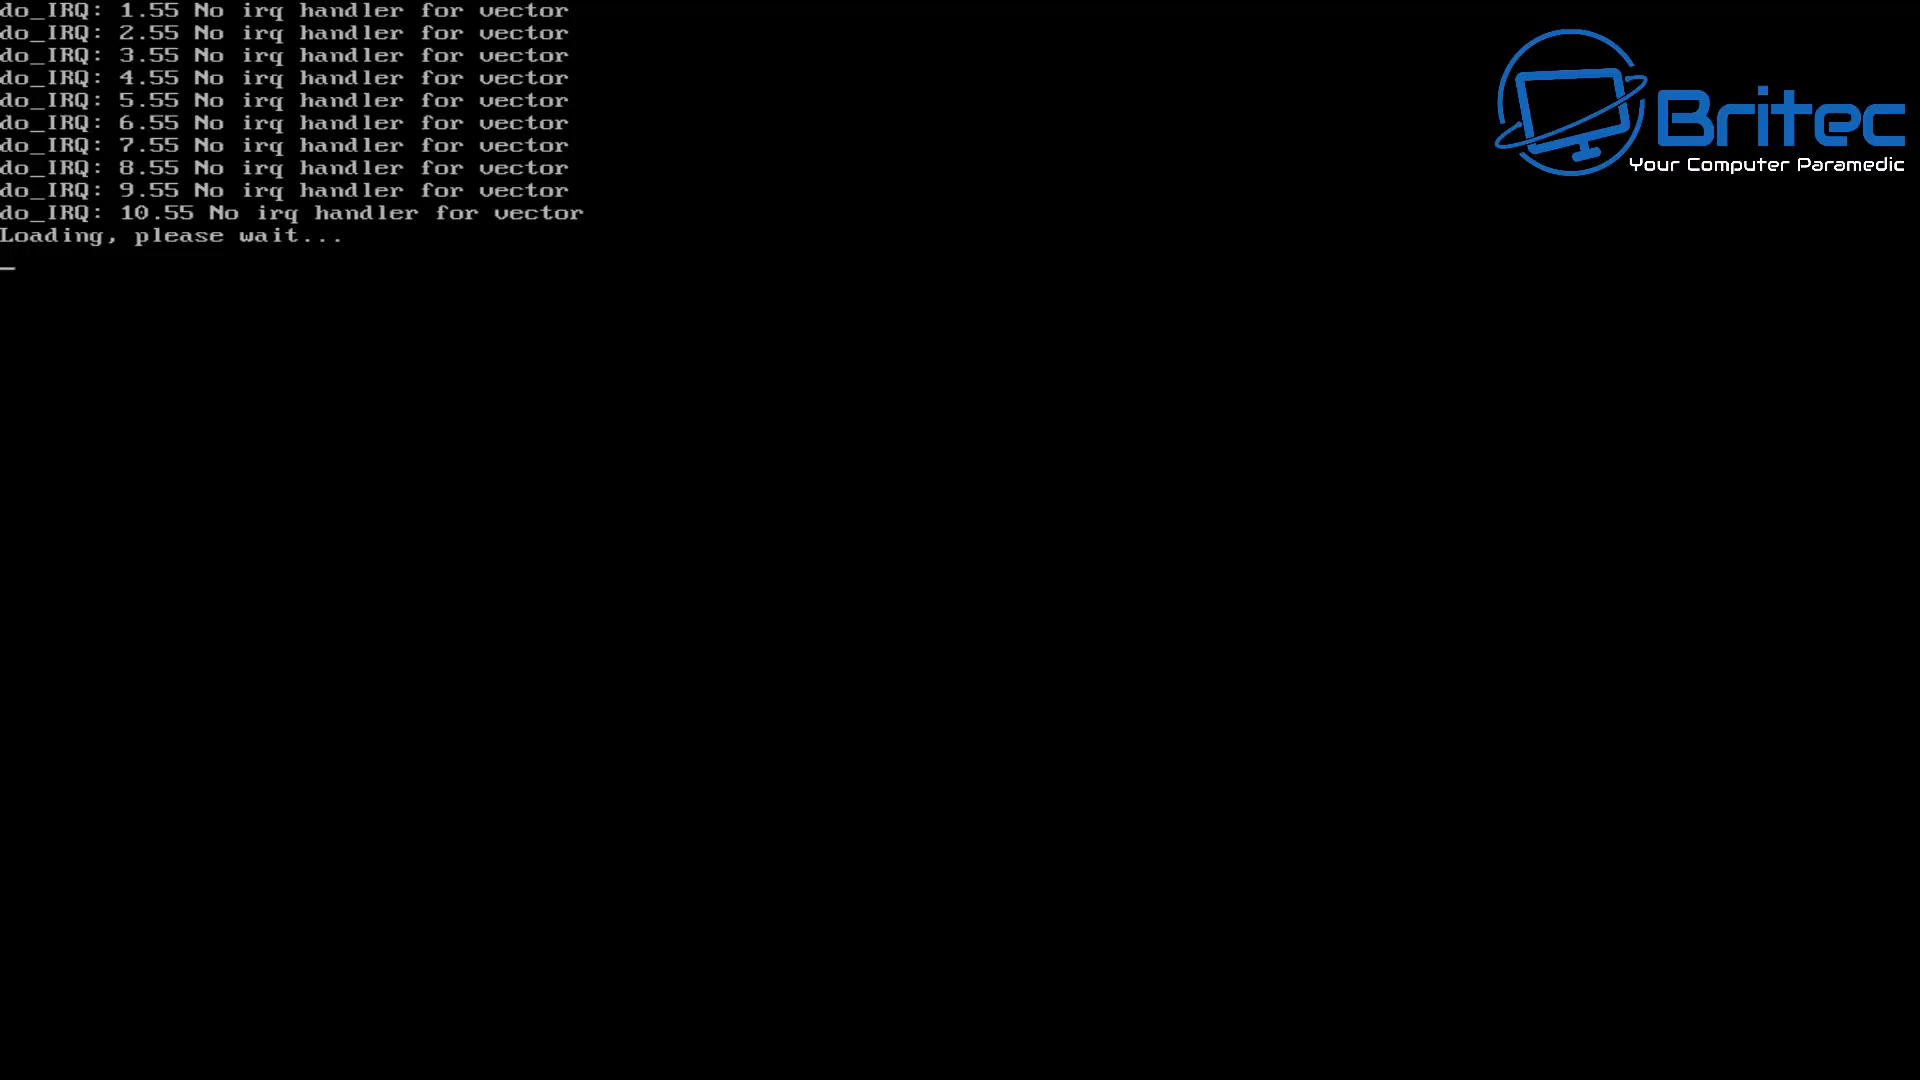 do_IRQ: 1.55 No irq handler for vector
do_IRQ: 2.55 No irq handler for vector
do_IRQ: 3.55 No irq handler for vector
do_IRQ: 4.55 No irq handler for vector
do_IRQ: 5.55 No irq handler for vector
do_IRQ: 6.55 No irq handler for vector
do_IRQ: 7.55 No irq handler for vector
do_IRQ: 8.55 No irq handler for vector
do_IRQ: 9.55 No irq handler for vector
do_IRQ: 10.55 No irq handler for vector
Loading, please wait...
Britec
Your Computer Paramedic